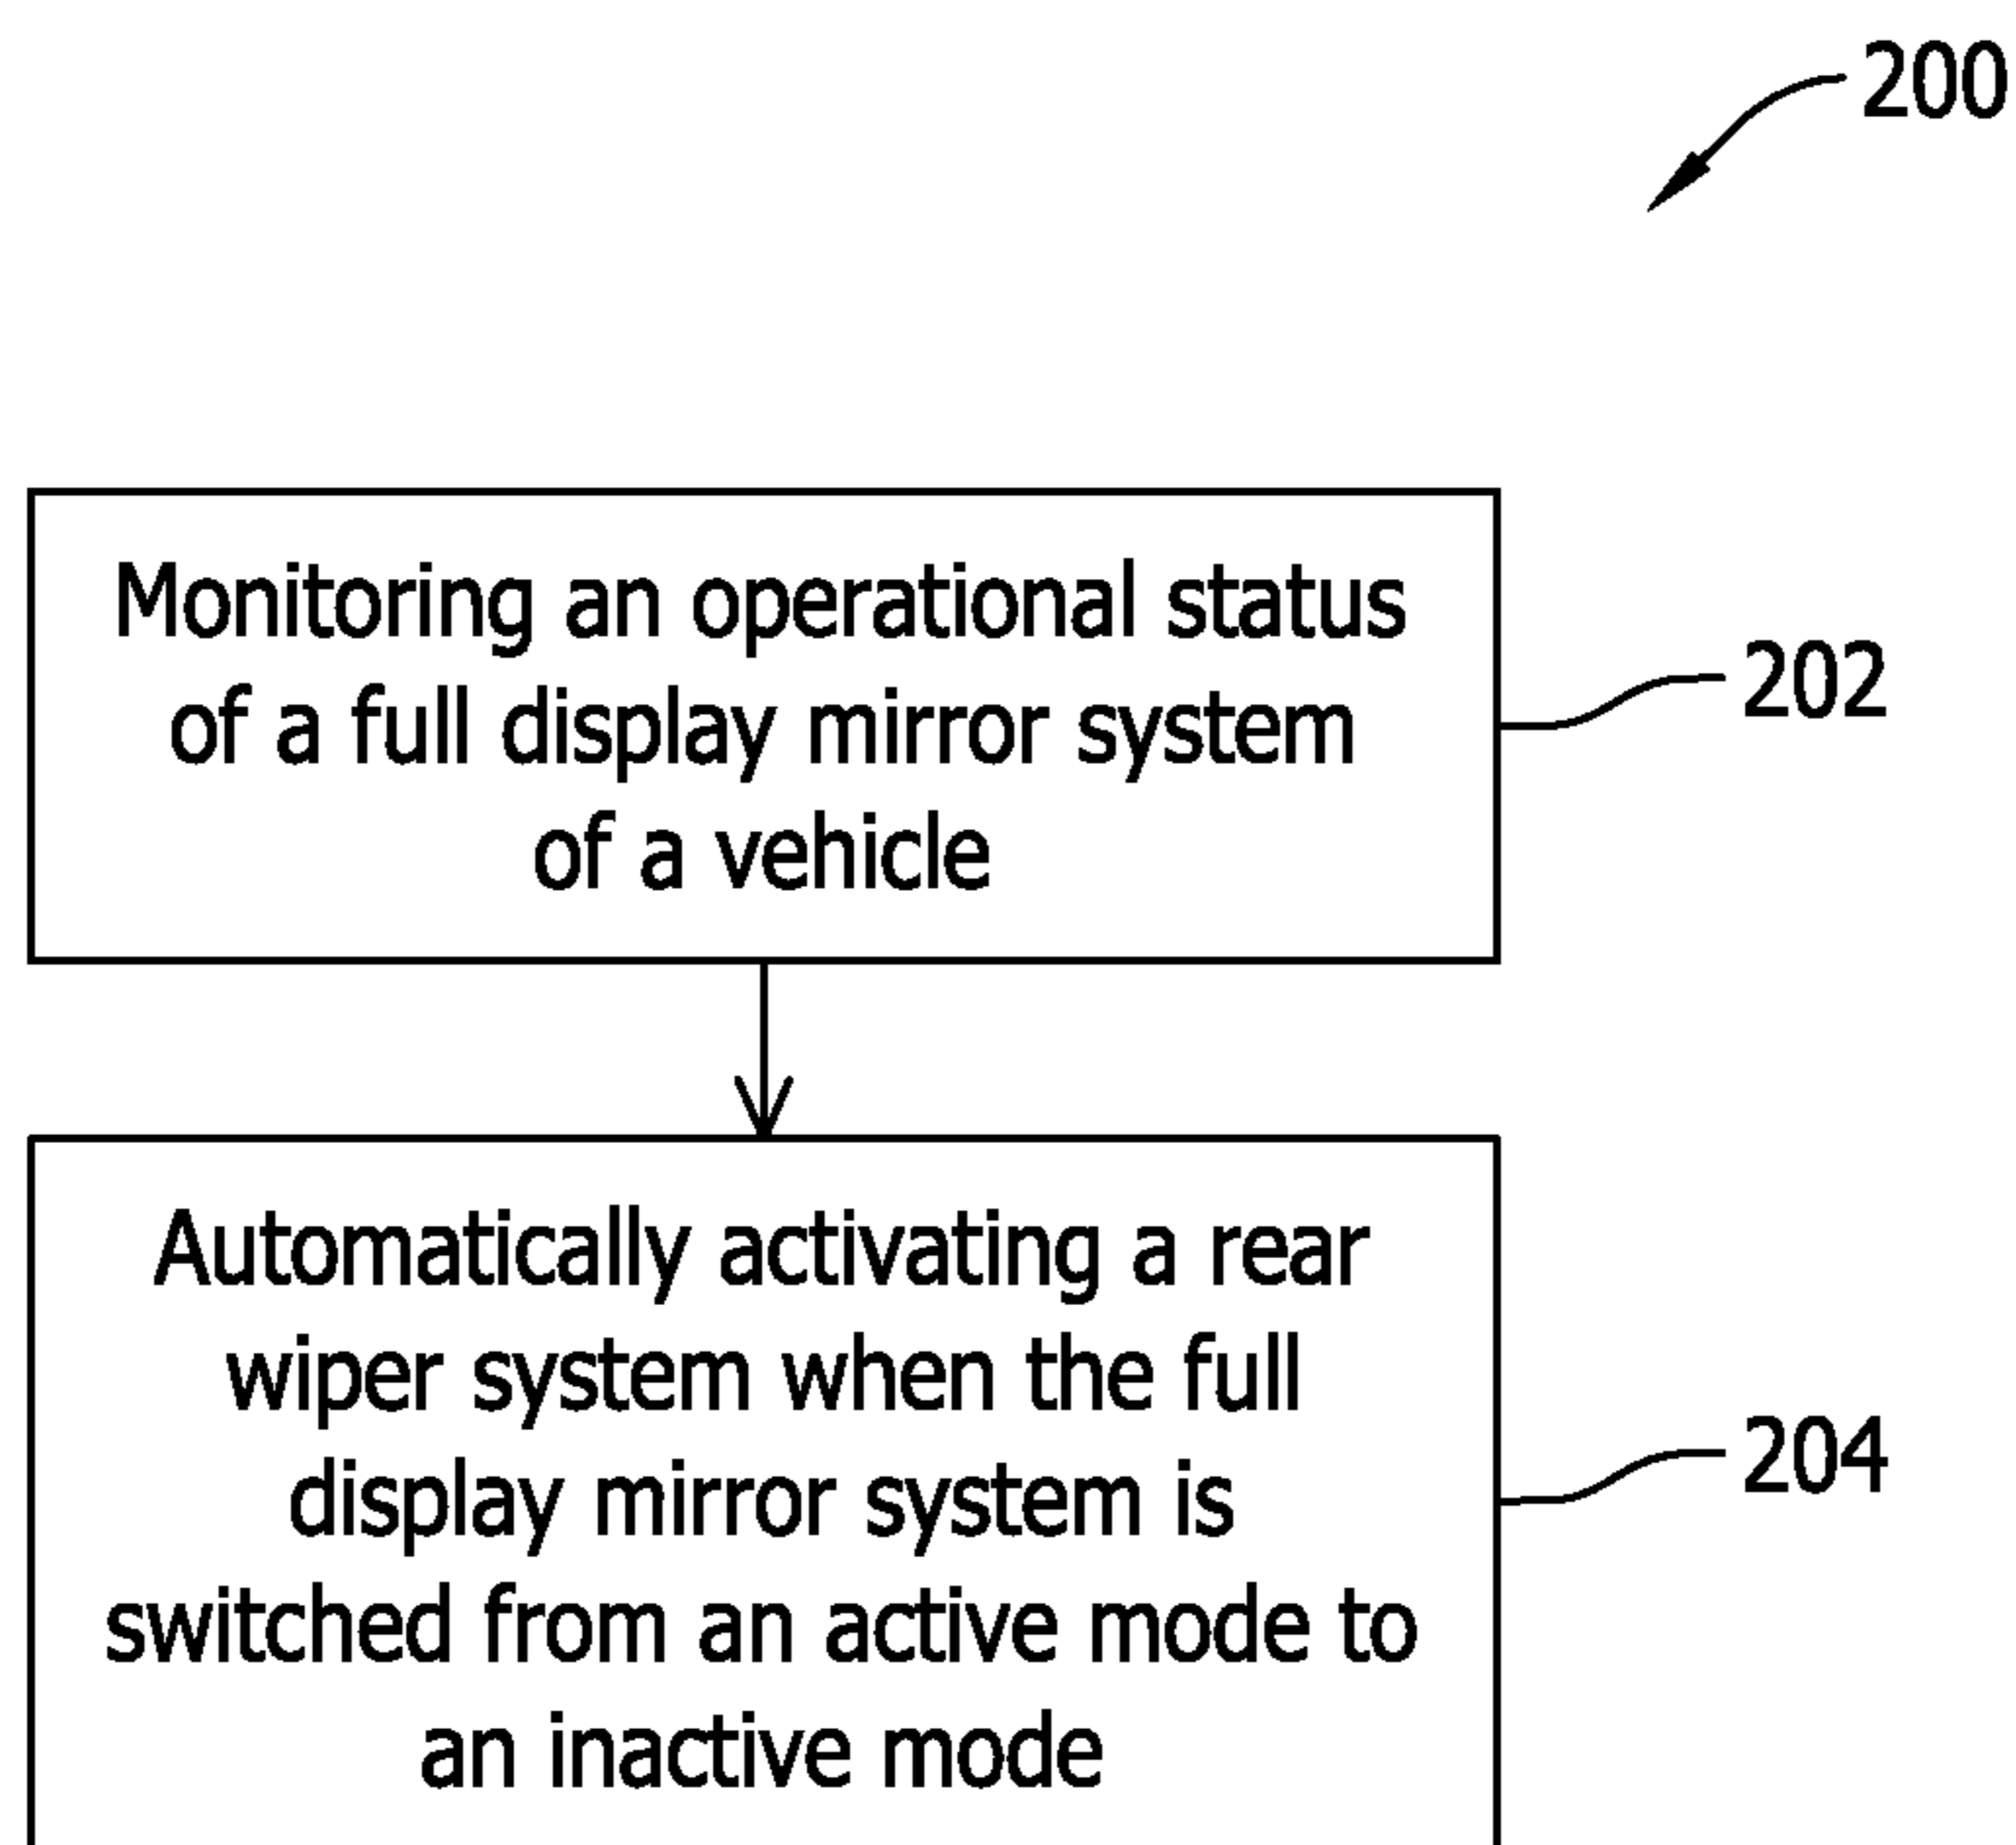 200
Monitoring an operational status
of a full display mirror system
of a vehicle
202
Automatically activating a rear
wiper system when the full
display mirror system is
switched from an active mode to
an inactive mode
204